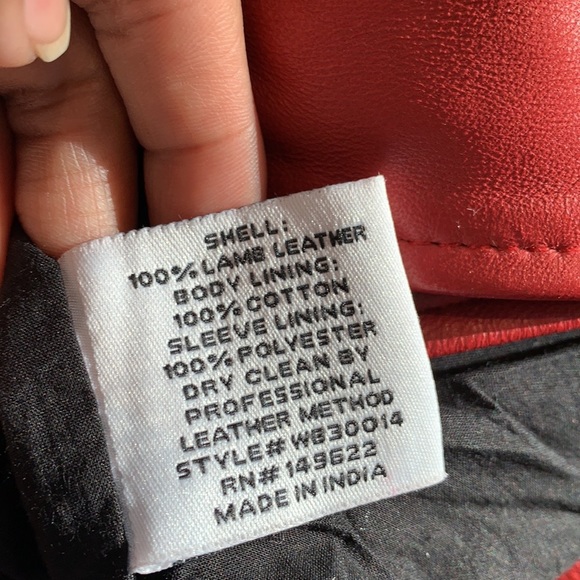 SHELL:
100% LAMB LEATHER
BODY LINING:
100% COTTON
SLEEVE LINING:
100% POLYESTER
DRY CLEAN BY
PROFESSIONAL
LEATHER METHOD
STYLE# W630014
RN# 149622
MADE IN INDIA